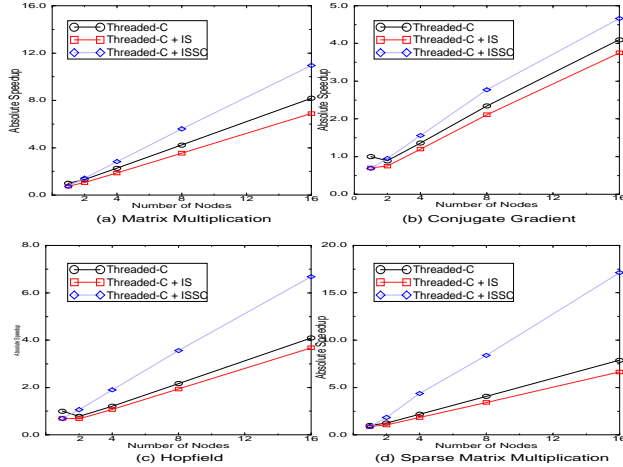 16.0
12.0
8.0
4.0
0.0
Absolute Speedup
Threaded-C
Threaded-C + IS
Threaded-C + ISSC
2 4 8 16
Number of Nodes
(a) Matrix Multiplication
5.0
4.0
3.0
2.0
1.0
0.0
Absolute Speedup
Threaded-C
Threaded-C + IS
Threaded-C + ISSC
0 2 4 8 16
Number of Nodes
(b) Conjugate Gradient
8.0
6.0
4.0
2.0
0.0
Absolute Speedup
Threaded-C
Threaded-C + IS
Threaded-C + ISSC
2 4 8 16
Number of Nodes
(c) Hopfield
20.0
15.0
10.0
5.0
0.0
Absolute Speedup
Threaded-C
Threaded-C + IS
Threaded-C + ISSC
2 4 8 16
Number of Nodes
(d) Sparse Matrix Multiplication